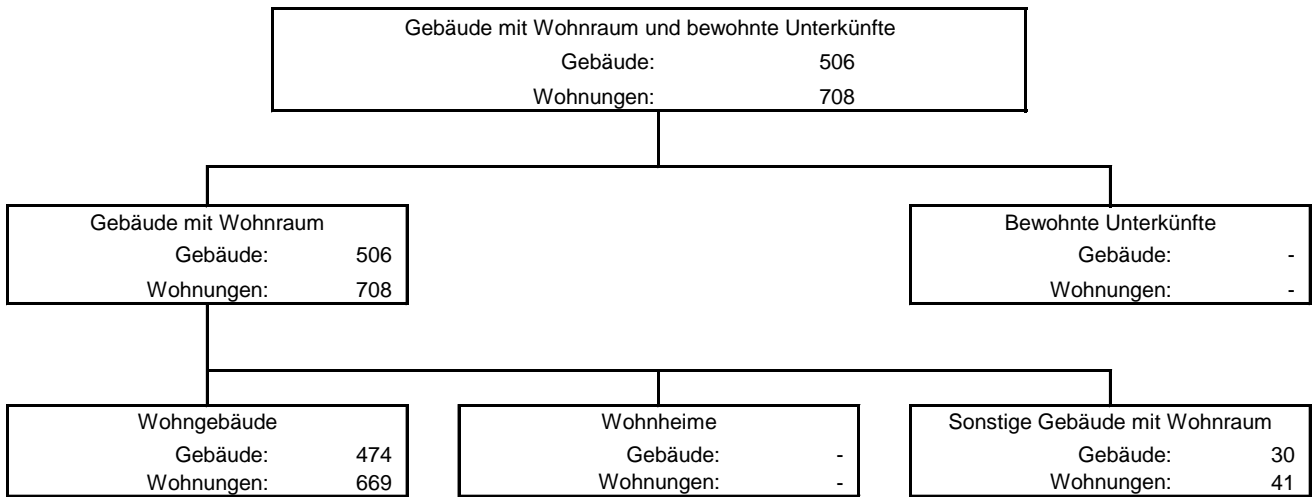 Gebäude mit Wohnraum und bewohnte Unterkünfte
Gebäude: 506
Wohnungen: 708
Gebäude mit Wohnraum
Gebäude: 506
Wohnungen: 708
Bewohnte Unterkünfte
Gebäude: -
Wohnungen: -
Wohngebäude
Gebäude: 474
Wohnungen: 669
Wohnheime
Gebäude: -
Wohnungen: -
Sonstige Gebäude mit Wohnraum
Gebäude: 30
Wohnungen: 41